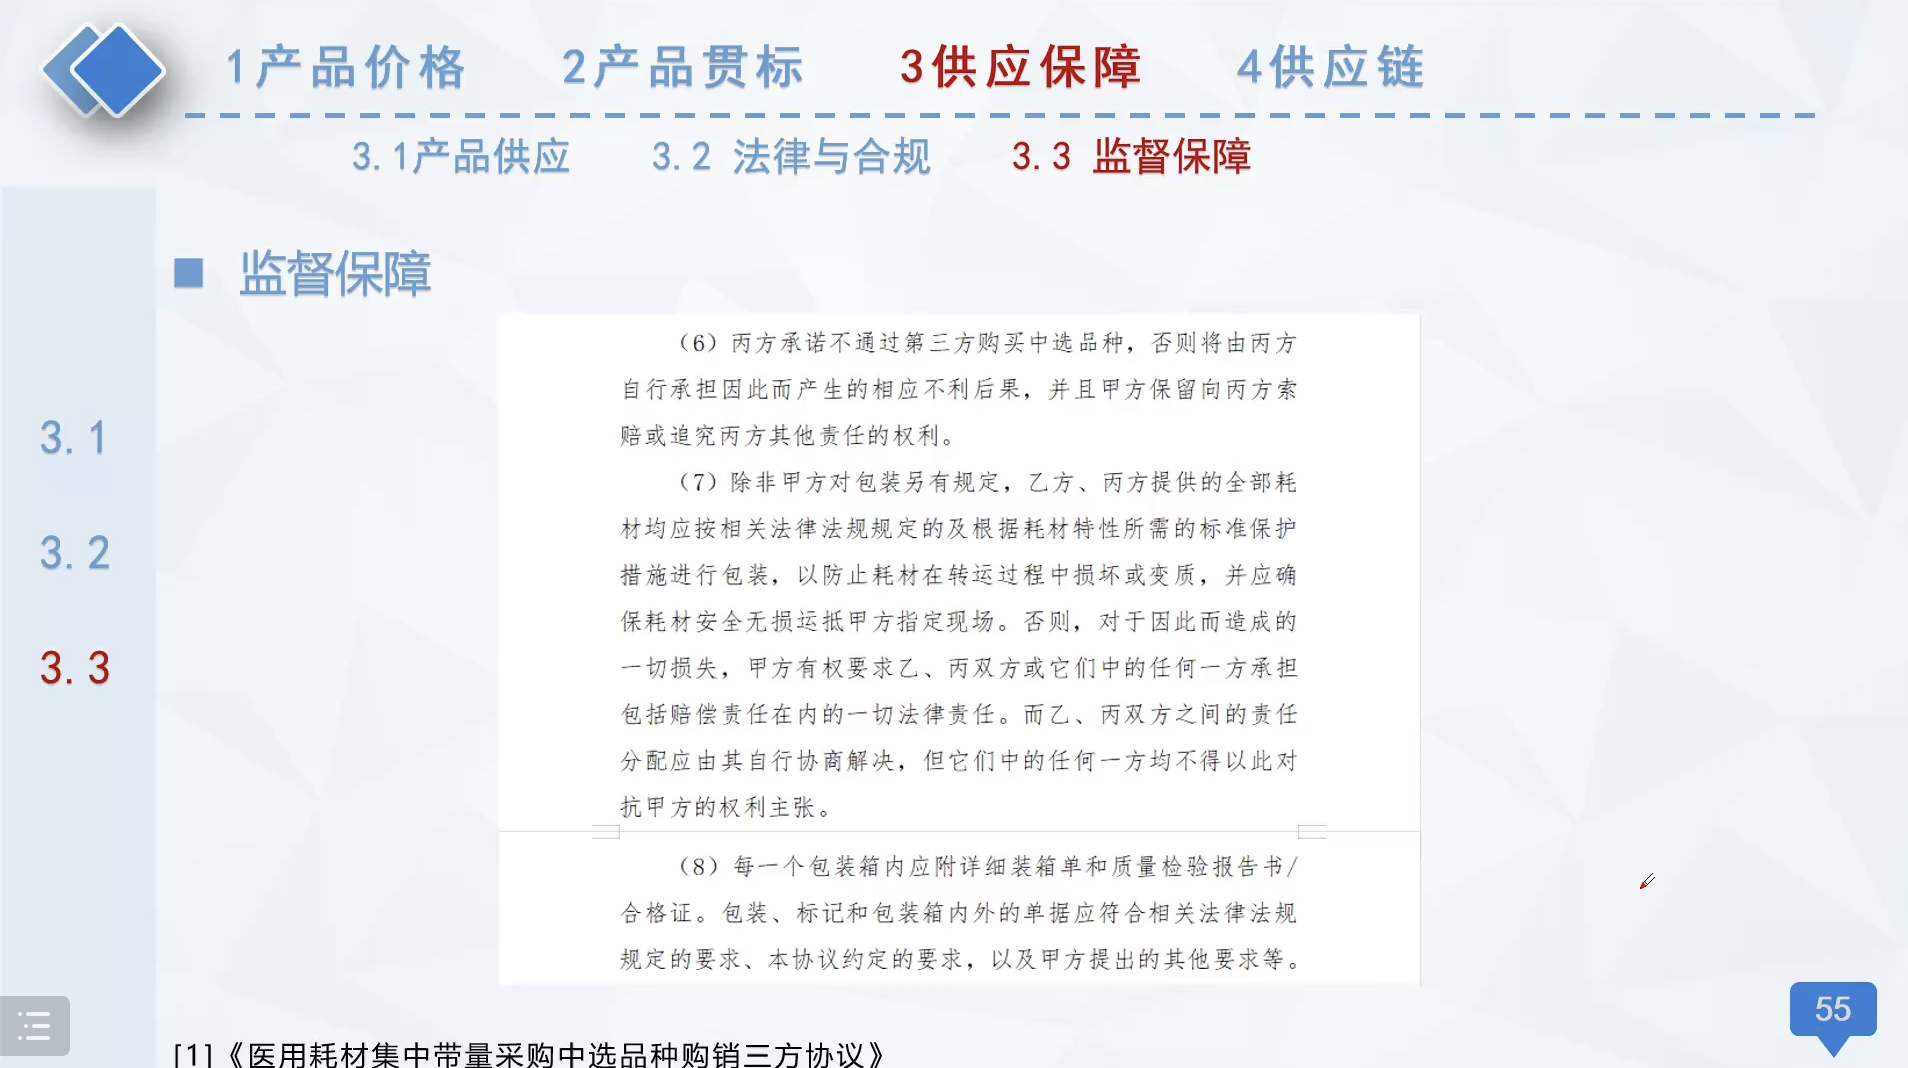 1产品价格 2产品贯标 3供应保障 4供应链
3.1产品供应 3.2 法律与合规 3.3 监督保障
监督保障
3.1
3.2
3.3
（6）丙方承诺不通过第三方购买中选品种，否则将由丙方
自行承担因此而产生的相应不利后果，并且甲方保留向丙方索
赔或追究丙方其他责任的权利。
（7）除非甲方对包装另有规定，乙方、丙方提供的全部耗
材均应按相关法律法规规定的及根据耗材特性所需的标准保护
措施进行包装，以防止耗材在转运过程中损坏或变质，并应确
保耗材安全无损运抵甲方指定现场。否则，对于因此而造成的
一切损失，甲方有权要求乙、丙双方或它们中的任何一方承担
包括赔偿责任在内的一切法律责任。而乙、丙双方之间的责任
分配应由其自行协商解决，但它们中的任何一方均不得以此对
抗甲方的权利主张。
（8）每一个包装箱内应附详细装箱单和质量检验报告书/
合格证。包装、标记和包装箱内外的单据应符合相关法律法规
规定的要求、本协议约定的要求，以及甲方提出的其他要求等。
55
[1]《医用耗材集中带量采购中选品种购销三方协议》